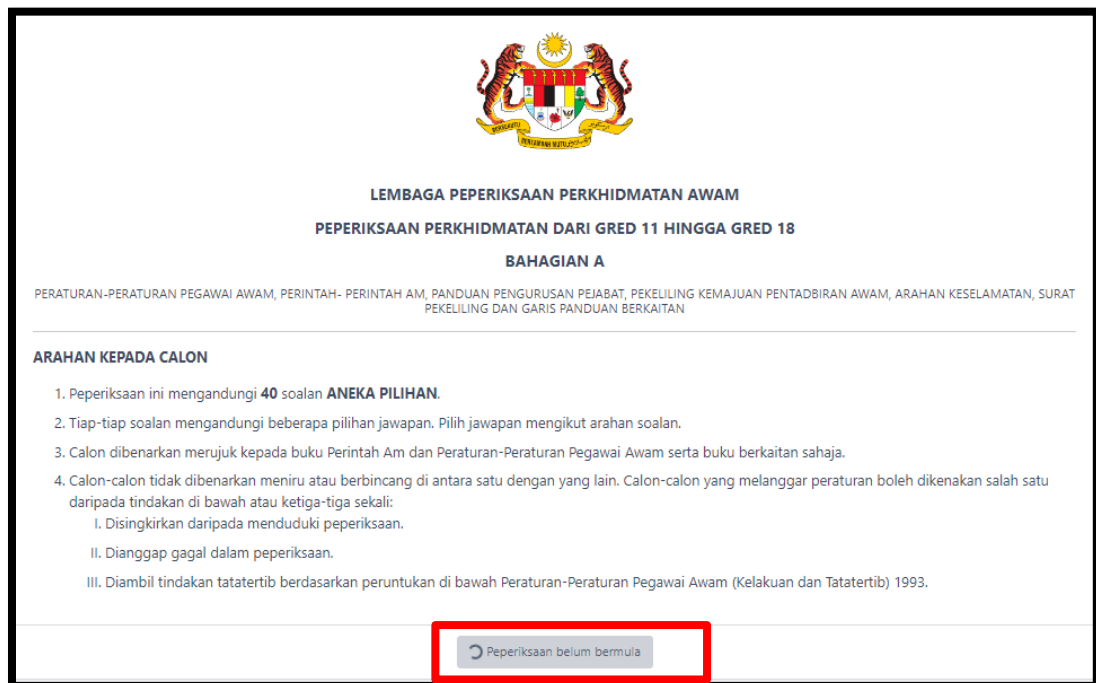 BERSEKUTU
BERTAMBAH MUTU
LEMBAGA PEPERIKSAAN PERKHIDMATAN AWAM
PEPERIKSAAN PERKHIDMATAN DARI GRED 11 HINGGA GRED 18
BAHAGIAN A
PERATURAN-PERATURAN PEGAWAI AWAM, PERINTAH- PERINTAH AM, PANDUAN PENGURUSAN PEJABAT, PEKELILING KEMAJUAN PENTADBIRAN AWAM, ARAHAN KESELAMATAN, SURAT
PEKELILING DAN GARIS PANDUAN BERKAITAN
ARAHAN KEPADA CALON
1. Peperiksaan ini mengandungi 40 soalan ANEKA PILIHAN.
2. Tiap-tiap soalan mengandungi beberapa pilihan jawapan. Pilih jawapan mengikut arahan soalan.
3. Calon dibenarkan merujuk kepada buku Perintah Am dan Peraturan-Peraturan Pegawai Awam serta buku berkaitan sahaja.
4. Calon-calon tidak dibenarkan meniru atau berbincang di antara satu dengan yang lain. Calon-calon yang melanggar peraturan boleh dikenakan salah satu
daripada tindakan di bawah atau ketiga-tiga sekali:
I. Disingkirkan daripada menduduki peperiksaan.
II. Dianggap gagal dalam peperiksaan.
III. Diambil tindakan tatatertib berdasarkan peruntukan di bawah Peraturan-Peraturan Pegawai Awam (Kelakuan dan Tatatertib) 1993.
Peperiksaan belum bermula